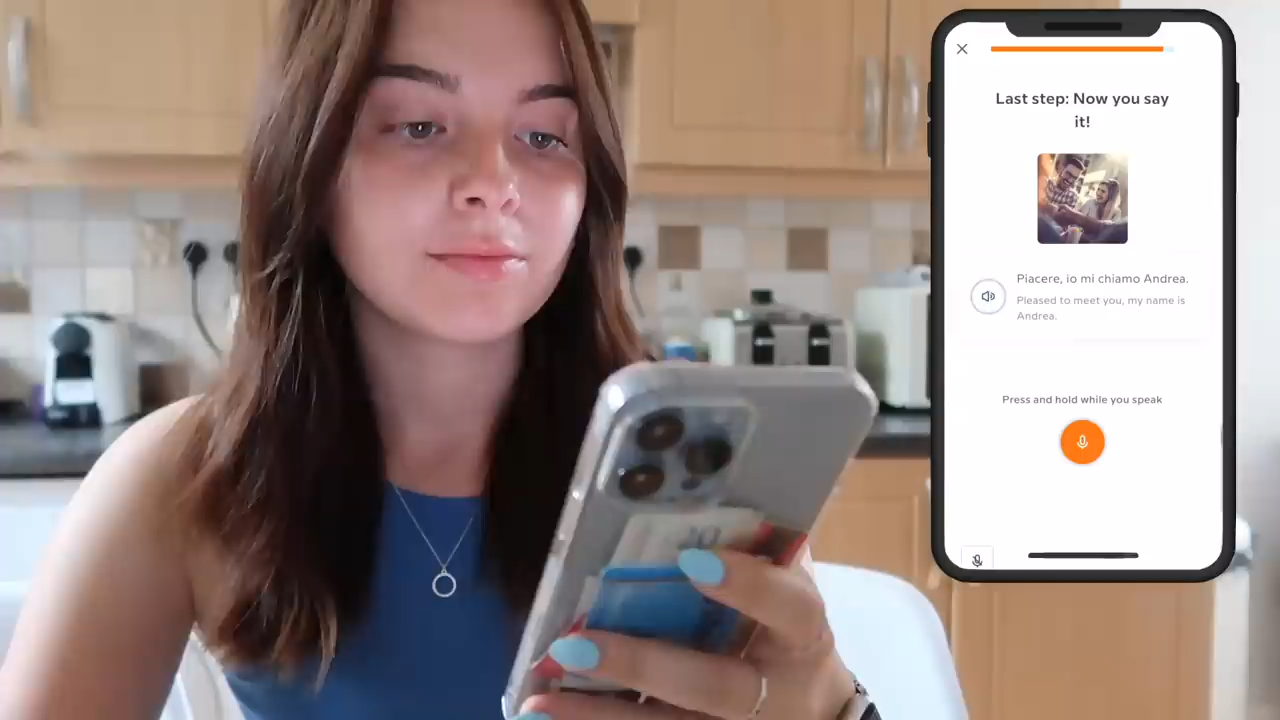 Last step: Now you say
it!
Piacere, io mi chiamo Andrea.
Pleased to meet you, my name is
Andrea.
Press and hold while you speak
20